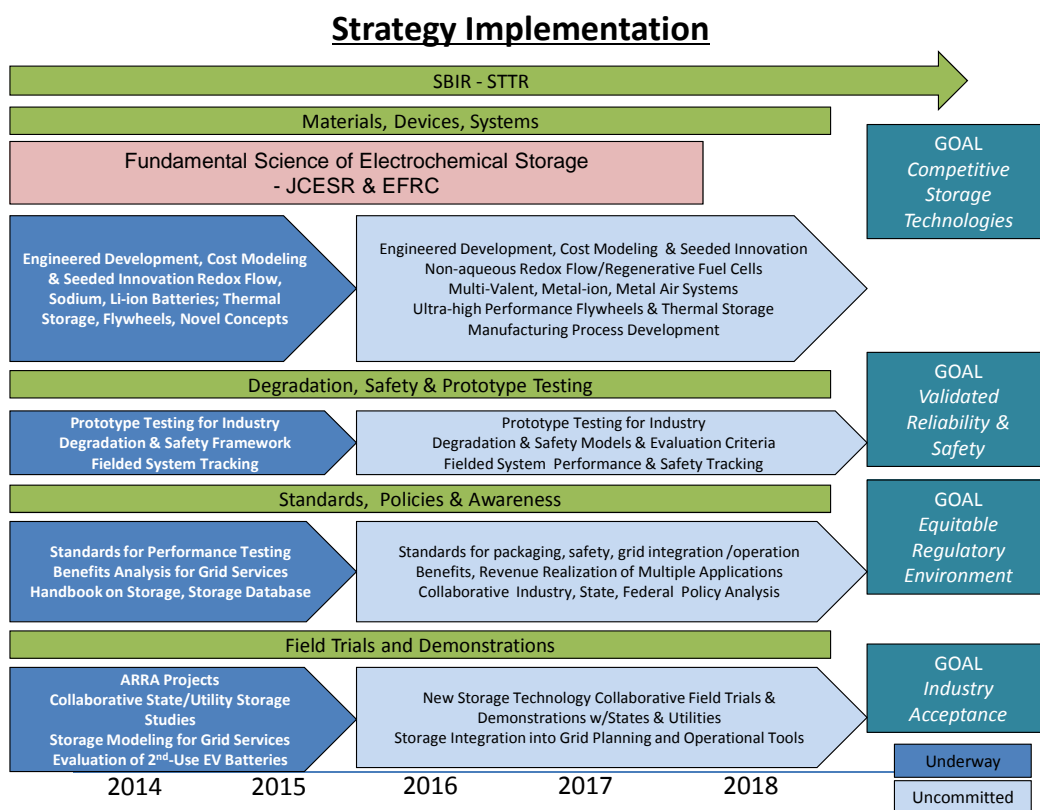 Strategy Implementation
SBIR - STTR
Materials, Devices, Systems
Fundamental Science of Electrochemical Storage
- JCESR & EFRC
GOAL
Competitive
Storage
Technologies
Engineered Development, Cost Modeling
& Seeded Innovation Redox Flow,
Sodium, Li-ion Batteries; Thermal
Storage, Flywheels, Novel Concepts
Engineered Development, Cost Modeling & Seeded Innovation
Non-aqueous Redox Flow/Regenerative Fuel Cells
Multi-Valent, Metal-ion, Metal Air Systems
Ultra-high Performance Flywheels & Thermal Storage
Manufacturing Process Development
Degradation, Safety & Prototype Testing
Prototype Testing for Industry
Degradation & Safety Framework
Fielded System Tracking
Prototype Testing for Industry
Degradation & Safety Models & Evaluation Criteria
Fielded System Performance & Safety Tracking
GOAL
Validated
Reliability &
Safety
Standards, Policies & Awareness
Standards for Performance Testing
Benefits Analysis for Grid Services
Handbook on Storage, Storage Database
Standards for packaging, safety, grid integration /operation
Benefits, Revenue Realization of Multiple Applications
Collaborative Industry, State, Federal Policy Analysis
GOAL
Equitable
Regulatory
Environment
Field Trials and Demonstrations
ARRA Projects
Collaborative State/Utility Storage
Studies
Storage Modeling for Grid Services
Evaluation of 2nd-Use EV Batteries
New Storage Technology Collaborative Field Trials &
Demonstrations w/States & Utilities
Storage Integration into Grid Planning and Operational Tools
GOAL
Industry
Acceptance
2014 2015 2016 2017 2018
Underway
Uncommitted